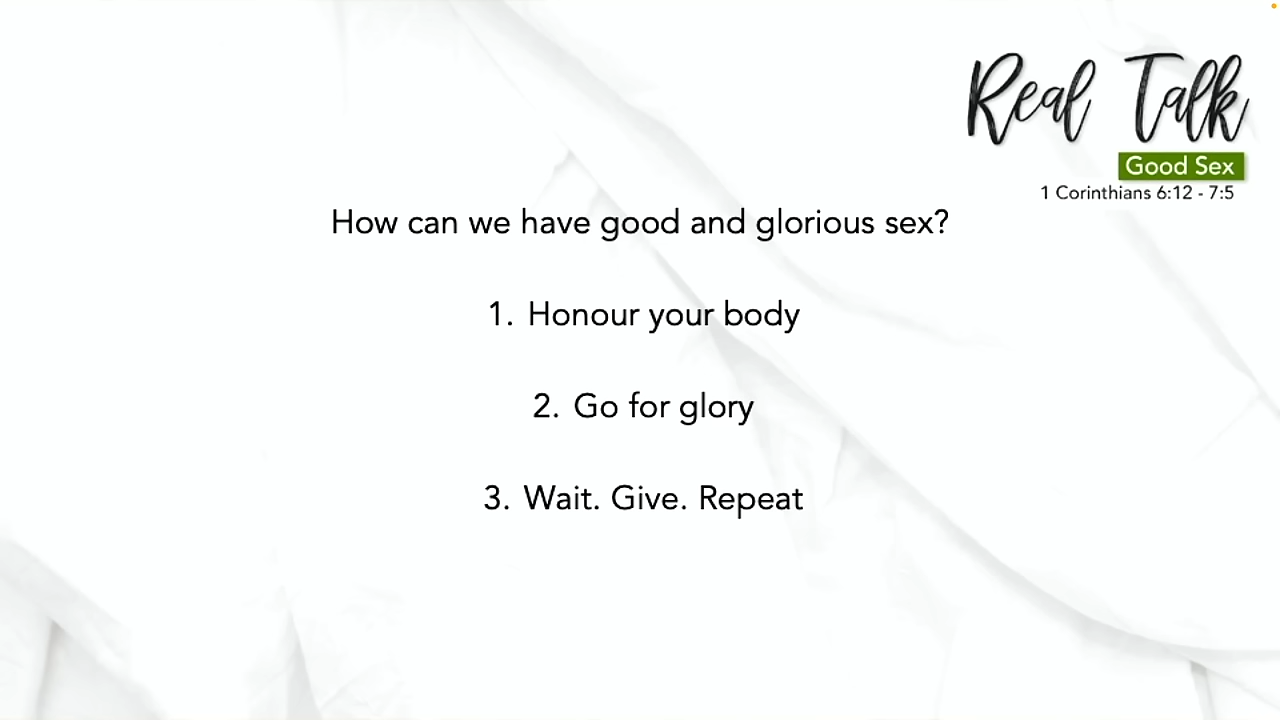 Real Talk
Good Sex
1 Corinthians 6:12 - 7:5
How can we have good and glorious sex?
1. Honour your body
2. Go for glory
3. Wait. Give. Repeat